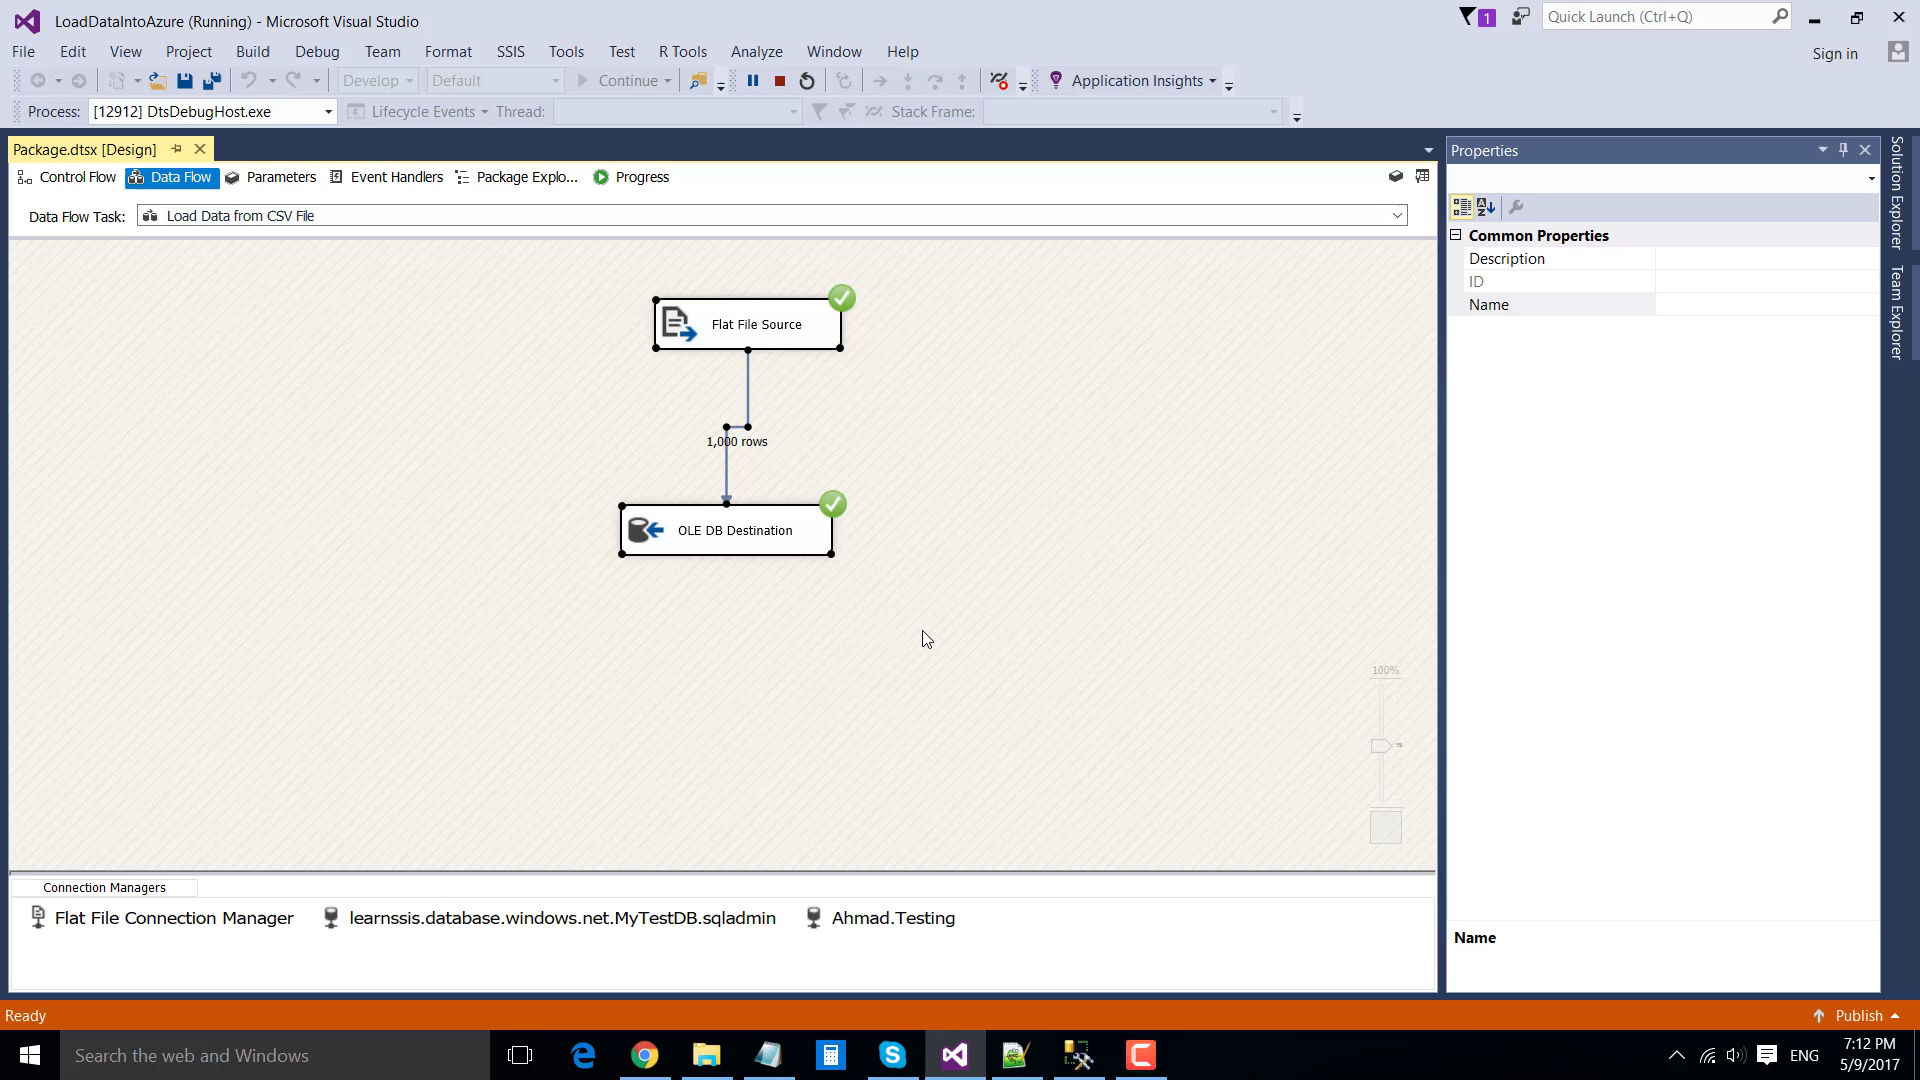 LoadDataIntoAzure (Running) - Microsoft Visual Studio
1
Quick Launch (Ctrl+Q)
File Edit View Project Build Debug Team Format SSIS Tools Test R Tools Analyze Window Help
Sign in
Develop Default Continue Application Insights
Process: [12912] DtsDebugHost.exe Lifecycle Events Thread: Stack Frame:
Package.dtsx [Design]
Control Flow Data Flow Parameters Event Handlers Package Explo... Progress
Data Flow Task: Load Data from CSV File
Flat File Source
1,000 rows
OLE DB Destination
100%
Connection Managers
Flat File Connection Manager learnssis.database.windows.net.MyTestDB.sqladmin Ahmad.Testing
Properties
Common Properties
Description
ID
Name
Name
Solution Explorer
Team Explorer
Ready
Publish
Search the web and Windows
ENG
7:12 PM
5/9/2017